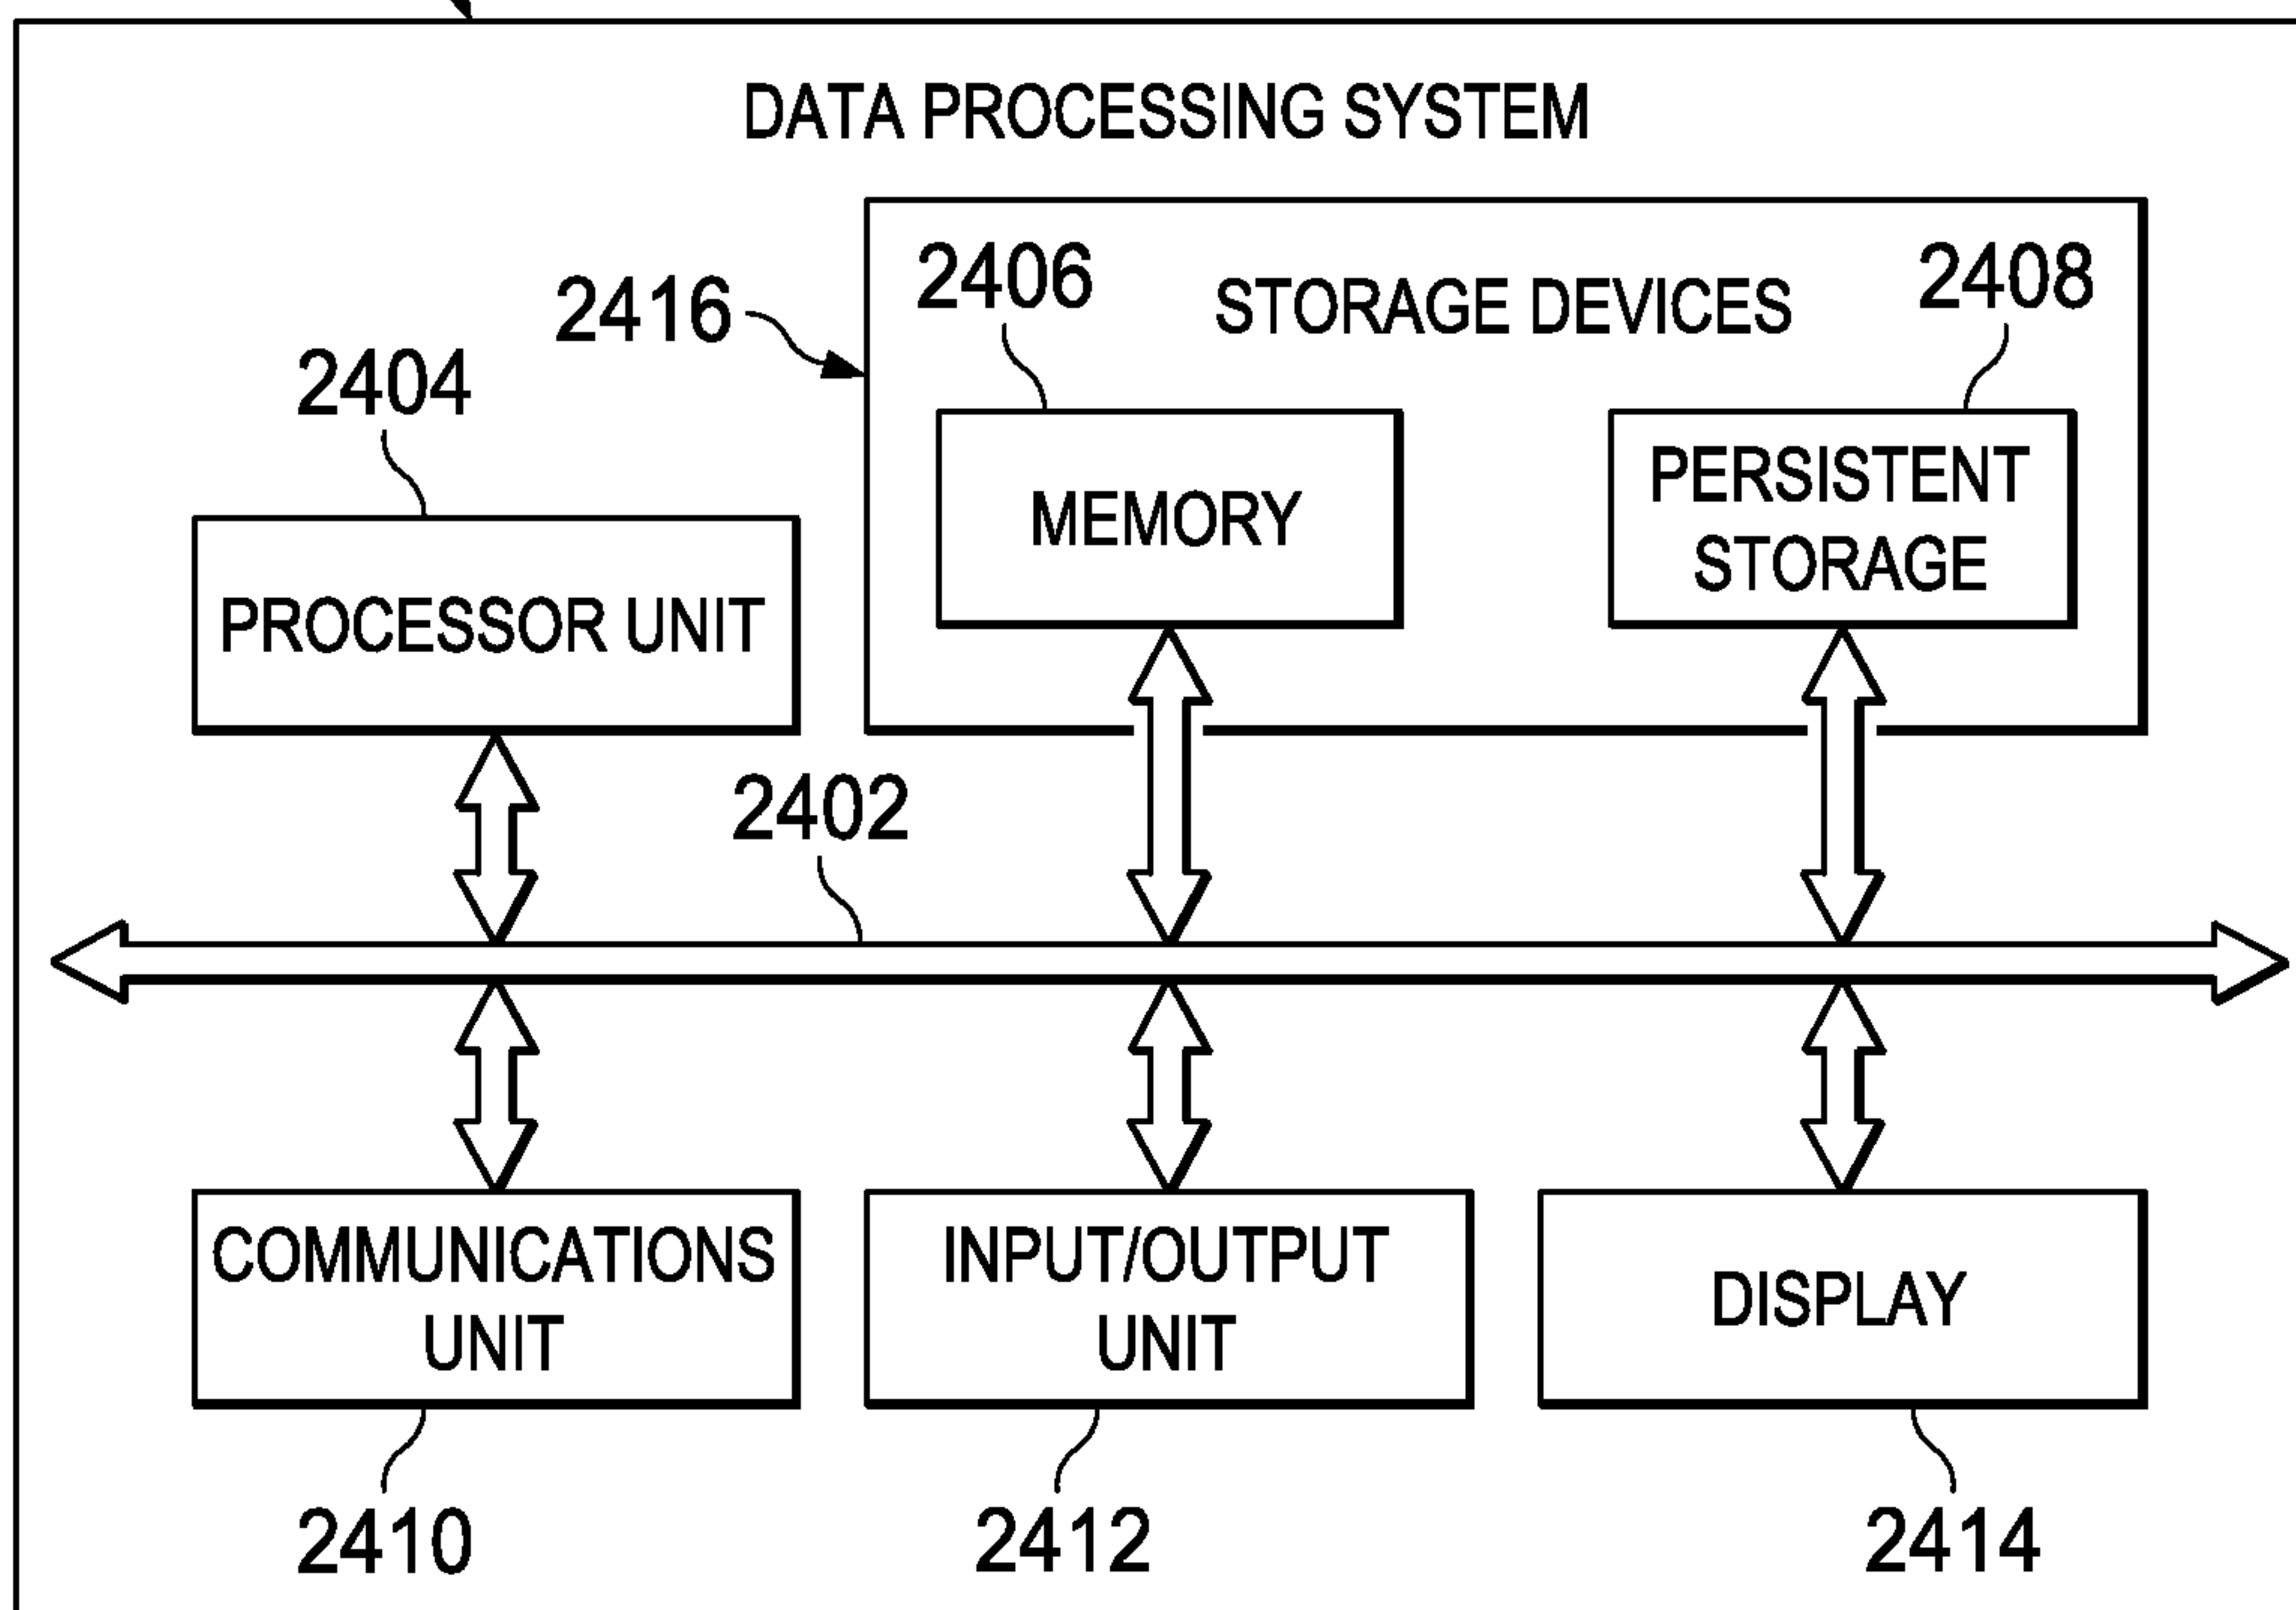 DATA PROCESSING SYSTEM
2416
2406
STORAGE DEVICES
2408
2404
MEMORY
PERSISTENT
STORAGE
PROCESSOR UNIT
2402
COMMUNICATIONS
UNIT
INPUT/OUTPUT
UNIT
DISPLAY
2410
2412
2414